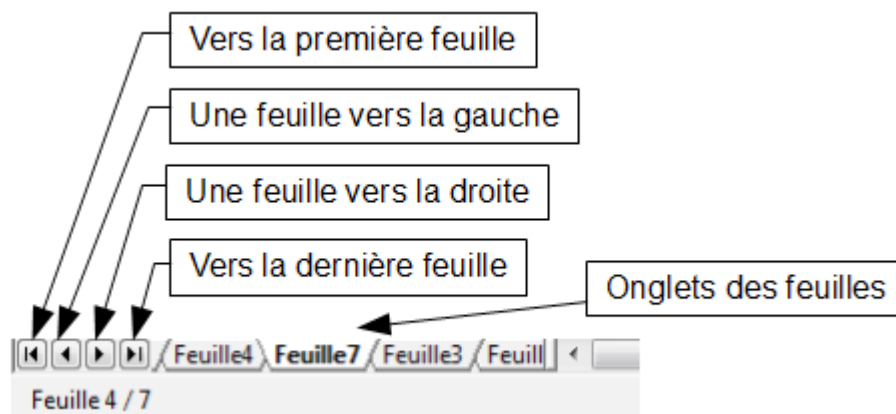 Vers la première feuille
Une feuille vers la gauche
Une feuille vers la droite
Vers la dernière feuille
Onglets des feuilles
Feuille4 Feuille7 Feuille3 Feuill
Feuille 4 / 7